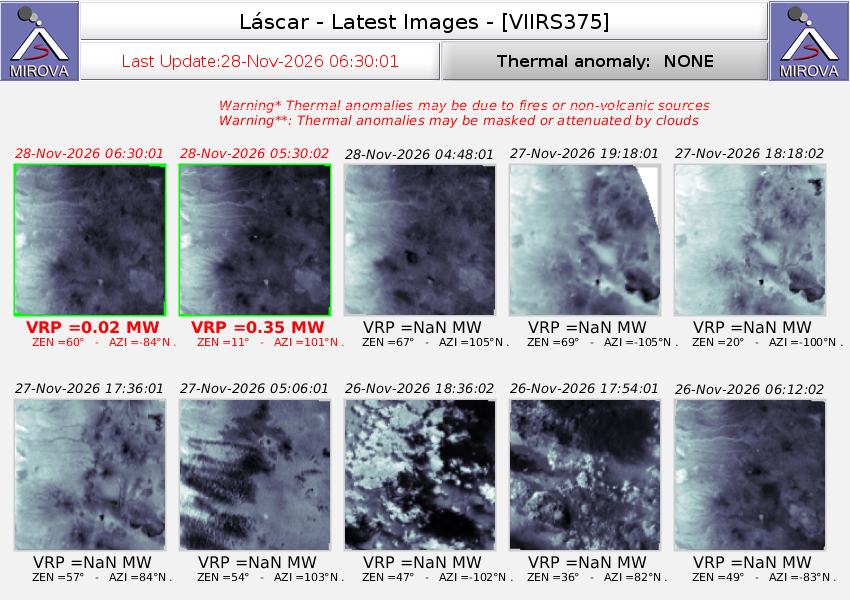 Láscar - Latest Images - [VIIRS375]
MIROVA
Last Update:28-Nov-2026 06:30:01
Thermal anomaly: NONE
MIROVA
Warning* Thermal anomalies may be due to fires or non-volcanic sources
Warning**: Thermal anomalies may be masked or attenuated by clouds
28-Nov-2026 06:30:01
28-Nov-2026 05:30:02
28-Nov-2026 04:48:01
27-Nov-2026 19:18:01
27-Nov-2026 18:18:02
VRP =0.02 MW
VRP =0.35 MW
VRP =NaN MW
VRP =NaN MW
VRP =NaN MW
ZEN =60° - AZI =-84°N .
ZEN =11° - AZI =101°N .
ZEN =67° - AZI =105°N .
ZEN =69° - AZI =-105°N .
ZEN =20° - AZI =-100°N .
27-Nov-2026 17:36:01
27-Nov-2026 05:06:01
26-Nov-2026 18:36:02
26-Nov-2026 17:54:01
26-Nov-2026 06:12:02
VRP =NaN MW
VRP =NaN MW
VRP =NaN MW
VRP =NaN MW
VRP =NaN MW
ZEN =57° - AZI =84°N .
ZEN =54° - AZI =103°N .
ZEN =47° - AZI =-102°N .
ZEN =36° - AZI =82°N .
ZEN =49° - AZI =-83°N .